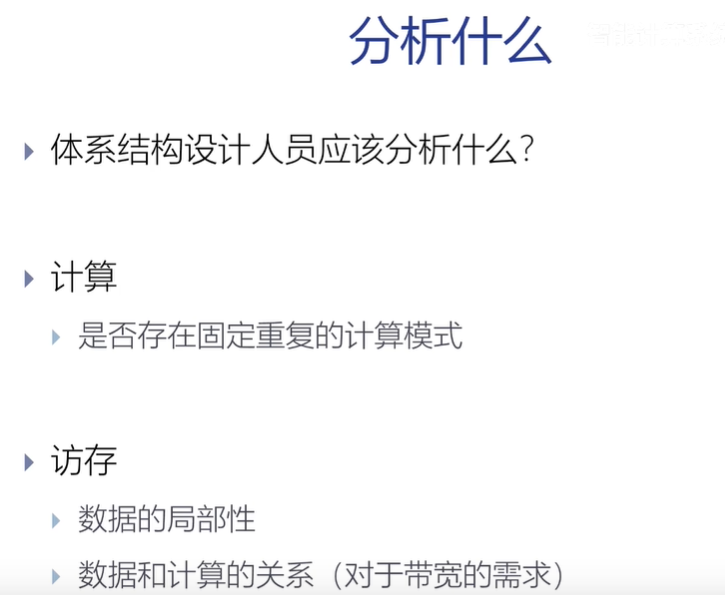 分析什么
体系结构设计人员应该分析什么?
计算
是否存在固定重复的计算模式
访存
数据的局部性
数据和计算的关系（对于带宽的需求）